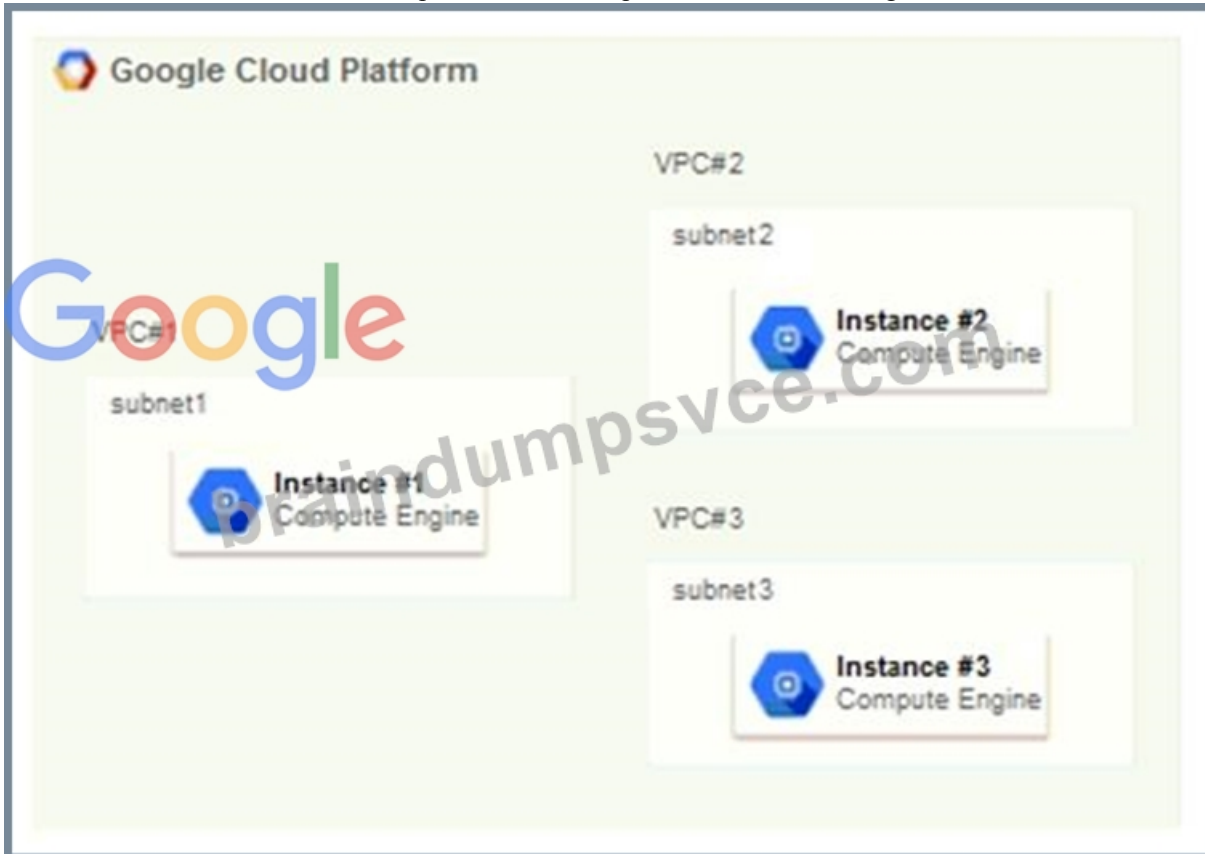 Google Cloud Platform
VPC#2
subnet2
Instance #2
Compute Engine
Google
VPC#1
subnet1
Instance #1
Compute Engine
VPC#3
subnet3
Instance #3
Compute Engine
braindumpsvce.com